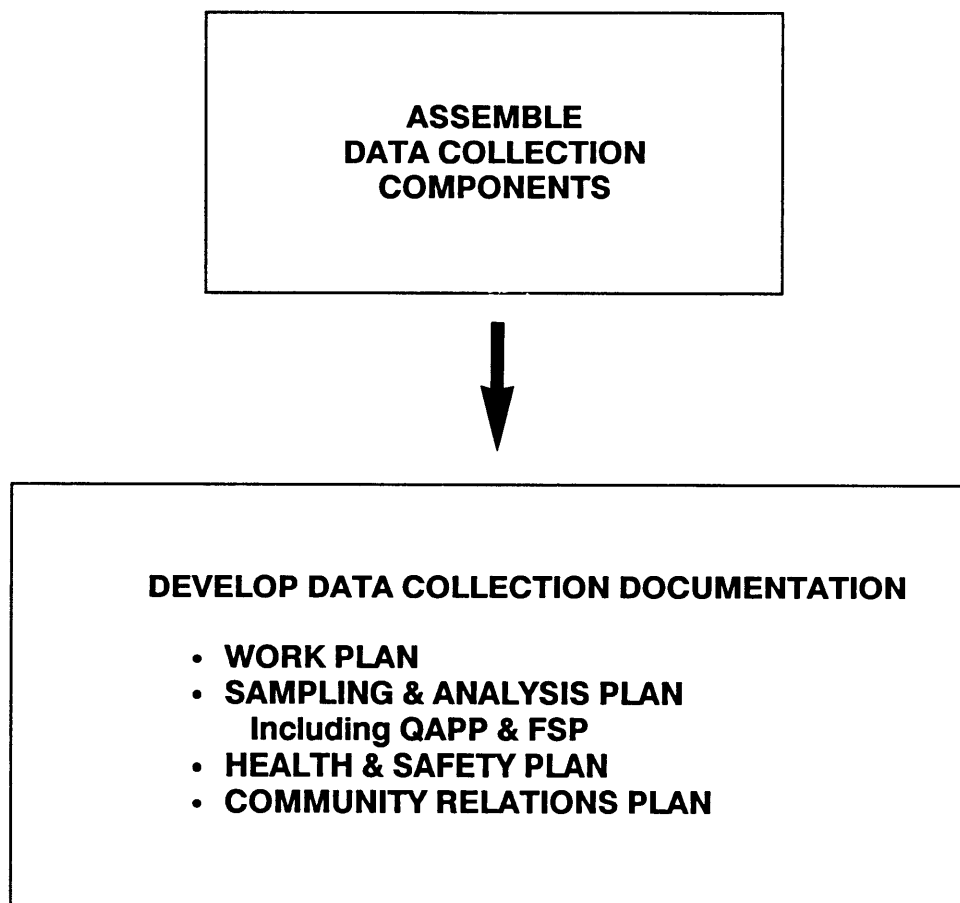 ASSEMBLE
DATA COLLECTION
COMPONENTS
DEVELOP DATA COLLECTION DOCUMENTATION
• WORK PLAN
• SAMPLING & ANALYSIS PLAN
Including QAPP & FSP
• HEALTH & SAFETY PLAN
• COMMUNITY RELATIONS PLAN